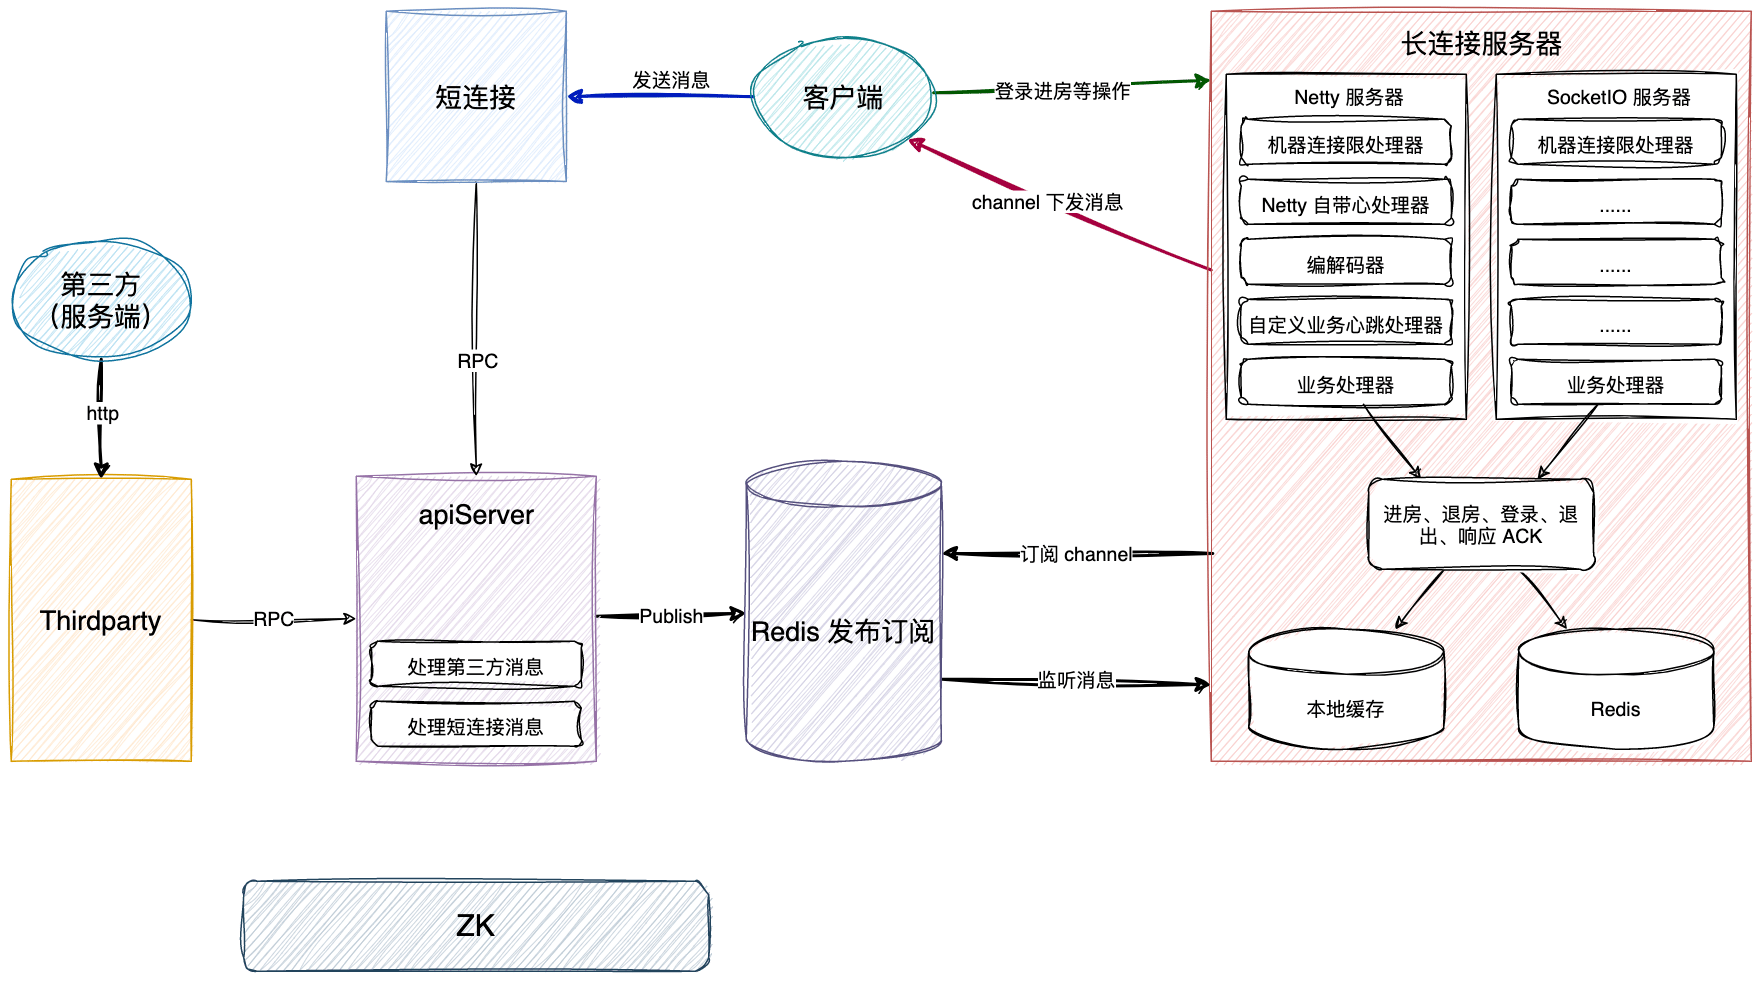 长连接服务器
短连接
发送消息
客户端
登录进房等操作
channel 下发消息
Netty 服务器
机器连接限处理器
Netty 自带心处理器
编解码器
自定义业务心跳处理器
业务处理器
SocketIO 服务器
机器连接限处理器
......
......
......
业务处理器
第三方
（服务端）
http
RPC
Thirdparty
RPC
apiServer
处理第三方消息
处理短连接消息
Publish
Redis 发布订阅
订阅 channel
监听消息
进房、退房、登录、退
出、响应 ACK
本地缓存
Redis
ZK